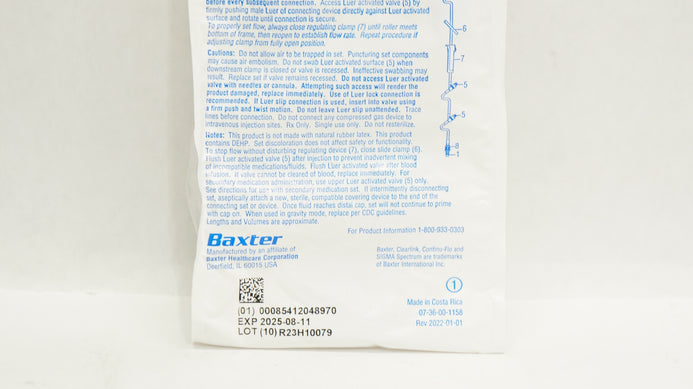 before every subsequent connection. Access Luer activated valve (5) by
firmly pushing male Luer of connecting device directly against Luer activated
surface and rotate until connection is secure.
To properly set flow, always close regulating clamp (7) until roller meets
bottom of frame, then reopen to establish flow rate. Repeat procedure if
adjusting clamp from fully open position.
Cautions: Do not allow air to be trapped in set. Puncturing set components
may cause air embolism. Do not swab Luer activated surface (5) when
downstream clamp is closed or valve is recessed. Ineffective swabbing may
result. Replace set if valve remains recessed. Do not access Luer activated
valve with needles or cannula. Attempting such access will render the
product damaged, replace immediately. Use of Luer lock connection is
recommended. If Luer slip connection is used, insert into valve using
a firm push and twist motion. Do not leave Luer slip unattended. Trace
lines before connection. Do not connect any compressed gas device to
intravenous injection sites. Rx Only. Single use only. Do not resterilize.
Notes: This product is not made with natural rubber latex. This product
contains DEHP. Set discoloration does not affect safety or functionality.
To stop flow without disturbing regulating device (7), close slide clamp (6).
Flush Luer activated valve (5) after injection to prevent inadvertent mixing
of incompatible medications/fluids. Flush Luer activated valve after blood
infusion. If valve cannot be cleared of blood, replace immediately. For
secondary medication administration, use upper Luer activated valve (5) only.
See directions for use with secondary medication set. If intermittently disconnecting
set, aseptically attach a new, sterile, compatible covering device to the end of the
connecting set or device. Once fluid reaches distal cap, set will not continue to prime
with cap on. When used in gravity mode, replace per CDC guidelines.
Lengths and Volumes are approximate.
6
7
5
5
8
1
For Product Information 1-800-933-0303
Baxter
Manufactured by an affiliate of
Baxter Healthcare Corporation
Deerfield, IL 60015 USA
Baxter, Clearlink, Continu-Flo and
SIGMA Spectrum are trademarks
of Baxter International Inc.
1
Made in Costa Rica
07-36-00-1158
Rev 2022-01-01
(01) 00085412048970
EXP 2025-08-11
LOT (10) R23H10079